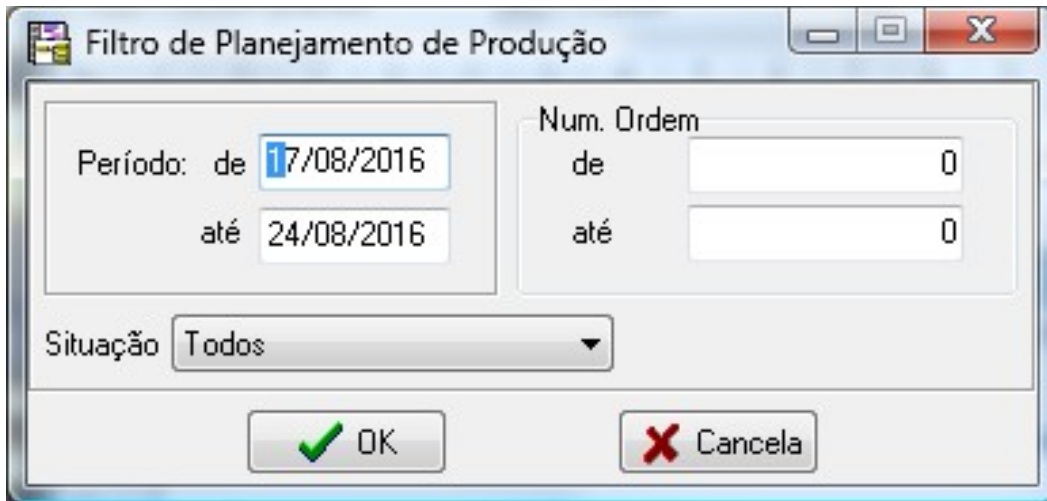 Filtro de Planejamento de Produção
Período: de 17/08/2016
até 24/08/2016
Num. Ordem
de 0
até 0
Situação Todos
OK
Cancela